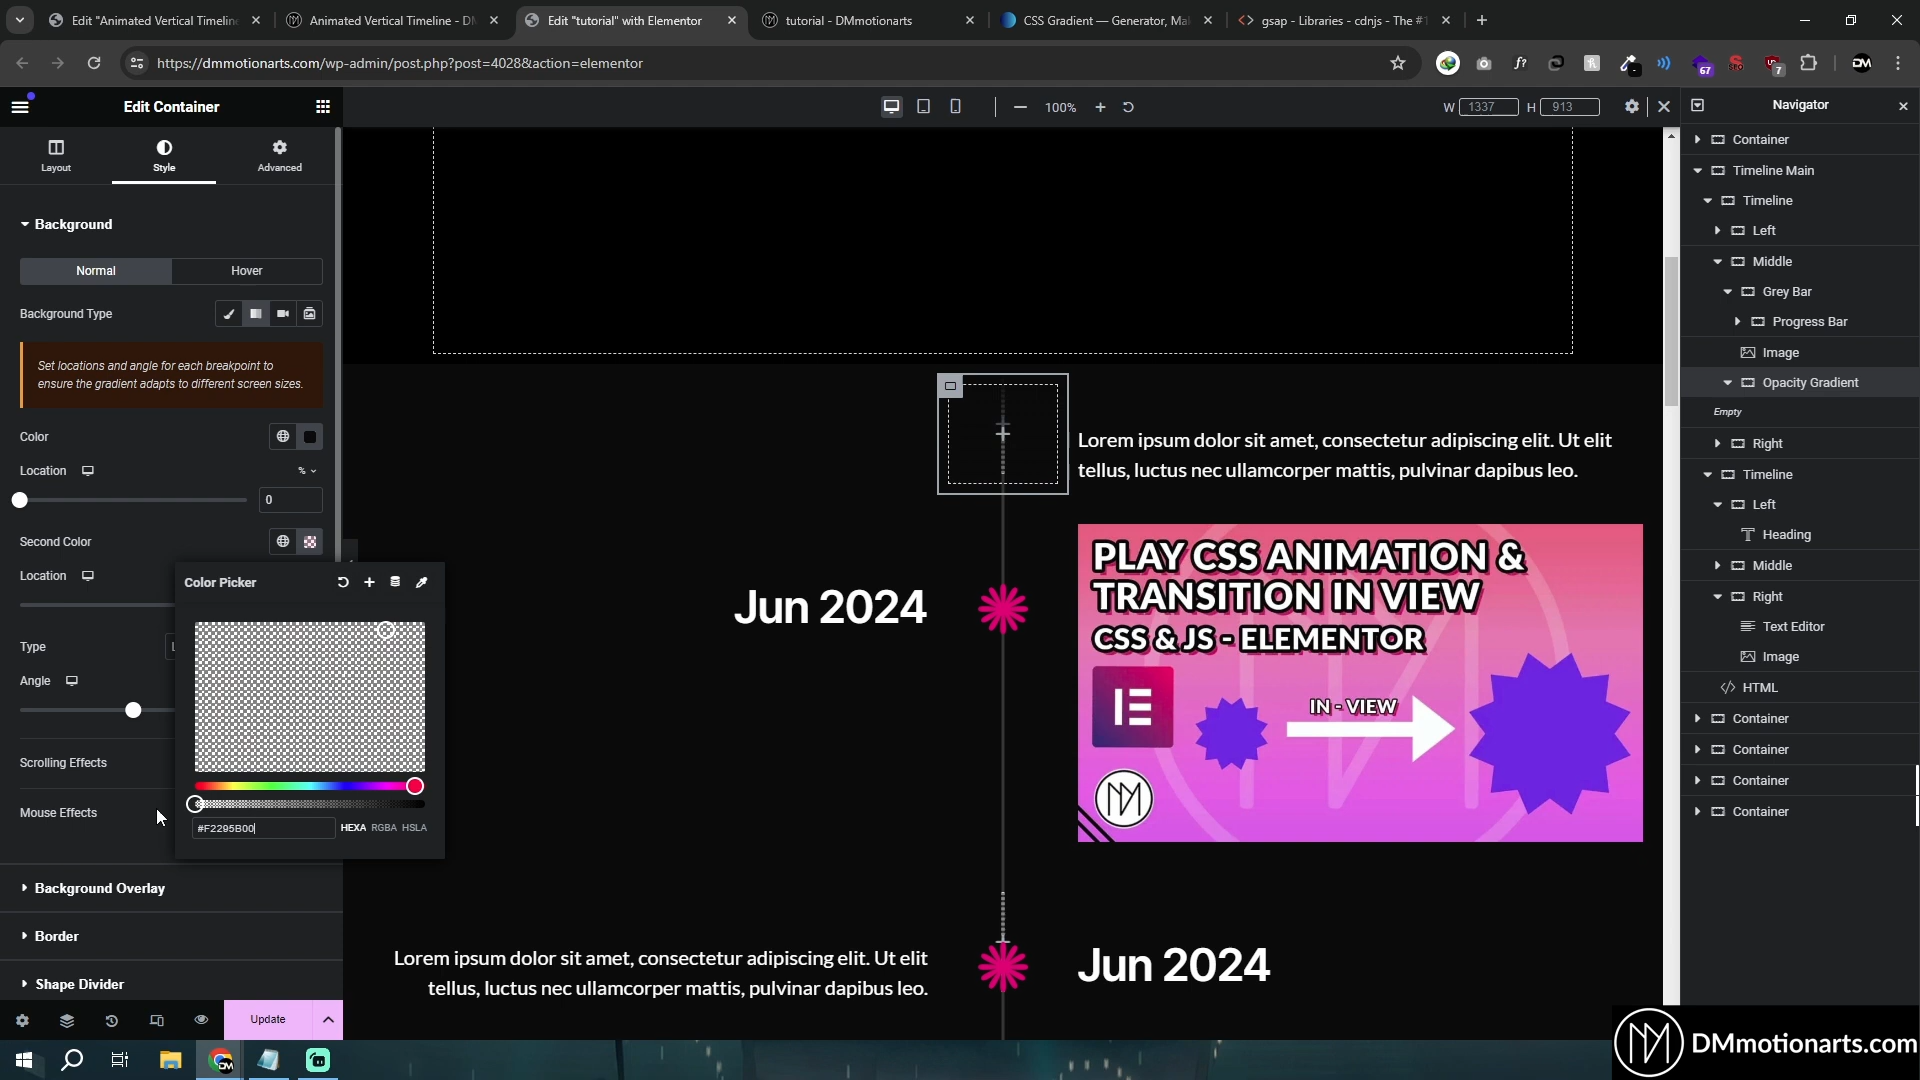 Edit "Animated Vertical Timeline
Animated Vertical Timeline - DM
Edit "tutorial" with Elementor
tutorial - DMmotionarts
CSS Gradient — Generator, Ma
gsap - Libraries - cdnjs - The #1
https://dmmotionarts.com/wp-admin/post.php?post=4028&action=elementor
67
7
Edit Container
100%
W 1337
H 913
Navigator
Layout
Style
Advanced
Background
Normal
Hover
Background Type
Set locations and angle for each breakpoint to
ensure the gradient adapts to different screen sizes.
Color
Location
%
0
Second Color
Location
Type
Angle
Scrolling Effects
Mouse Effects
Color Picker
#F2295B00
HEXA RGBA HSLA
Background Overlay
Border
Shape Divider
Update
Lorem ipsum dolor sit amet, consectetur adipiscing elit. Ut elit
tellus, luctus nec ullamcorper mattis, pulvinar dapibus leo.
Jun 2024
PLAY CSS ANIMATION &
TRANSITION IN VIEW
CSS & JS - ELEMENTOR
IN - VIEW
Lorem ipsum dolor sit amet, consectetur adipiscing elit. Ut elit
tellus, luctus nec ullamcorper mattis, pulvinar dapibus leo.
Jun 2024
Container
Timeline Main
Timeline
Left
Middle
Grey Bar
Progress Bar
Image
Opacity Gradient
Empty
Right
Timeline
Left
Heading
Middle
Right
Text Editor
Image
HTML
Container
Container
Container
Container
DMmotionarts.com